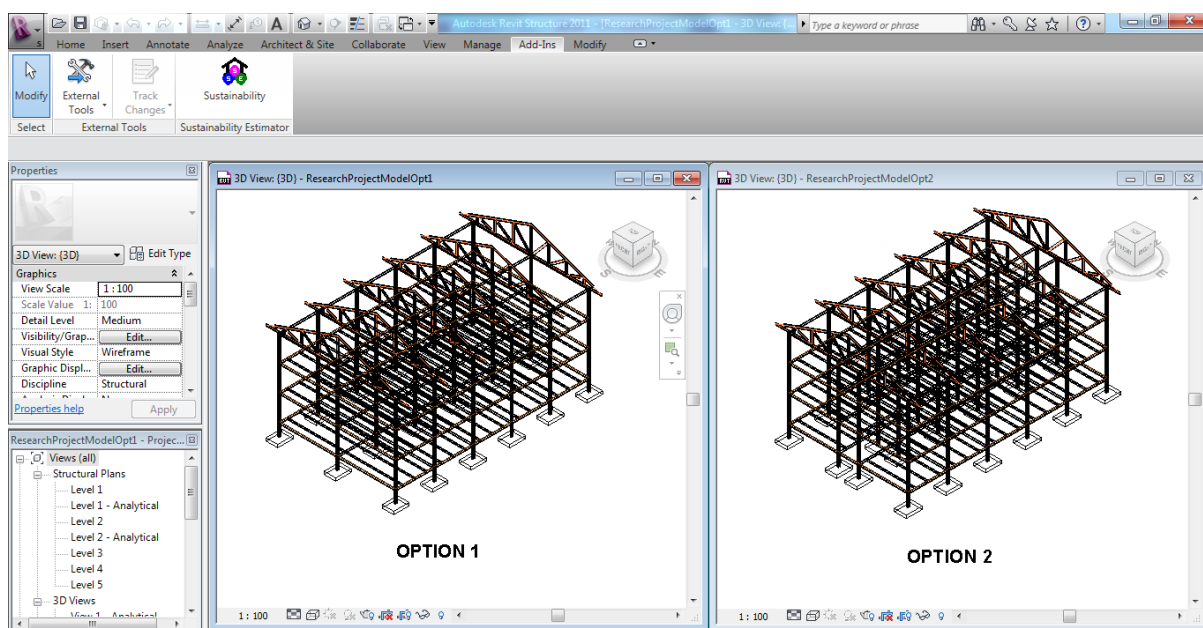 Autodesk Revit Structure 2011 - [ResearchProjectModelOpt1 - 3D View: {...
Type a keyword or phrase
Home Insert Annotate Analyze Architect & Site Collaborate View Manage Add-Ins Modify
Modify
External Tools
Track Changes
Sustainability
Select
External Tools
Sustainability Estimator
Properties
3D View: {3D}
Edit Type
Graphics
View Scale 1 : 100
Scale Value 1: 100
Detail Level Medium
Visibility/Grap... Edit...
Visual Style Wireframe
Graphic Displ... Edit...
Discipline Structural
Properties help
Apply
ResearchProjectModelOpt1 - Projec...
Views (all)
Structural Plans
Level 1
Level 1 - Analytical
Level 2
Level 2 - Analytical
Level 3
Level 4
Level 5
3D Views
View 1 - Analytical
3D View: {3D} - ResearchProjectModelOpt1
OPTION 1
1 : 100
3D View: {3D} - ResearchProjectModelOpt2
OPTION 2
1 : 100